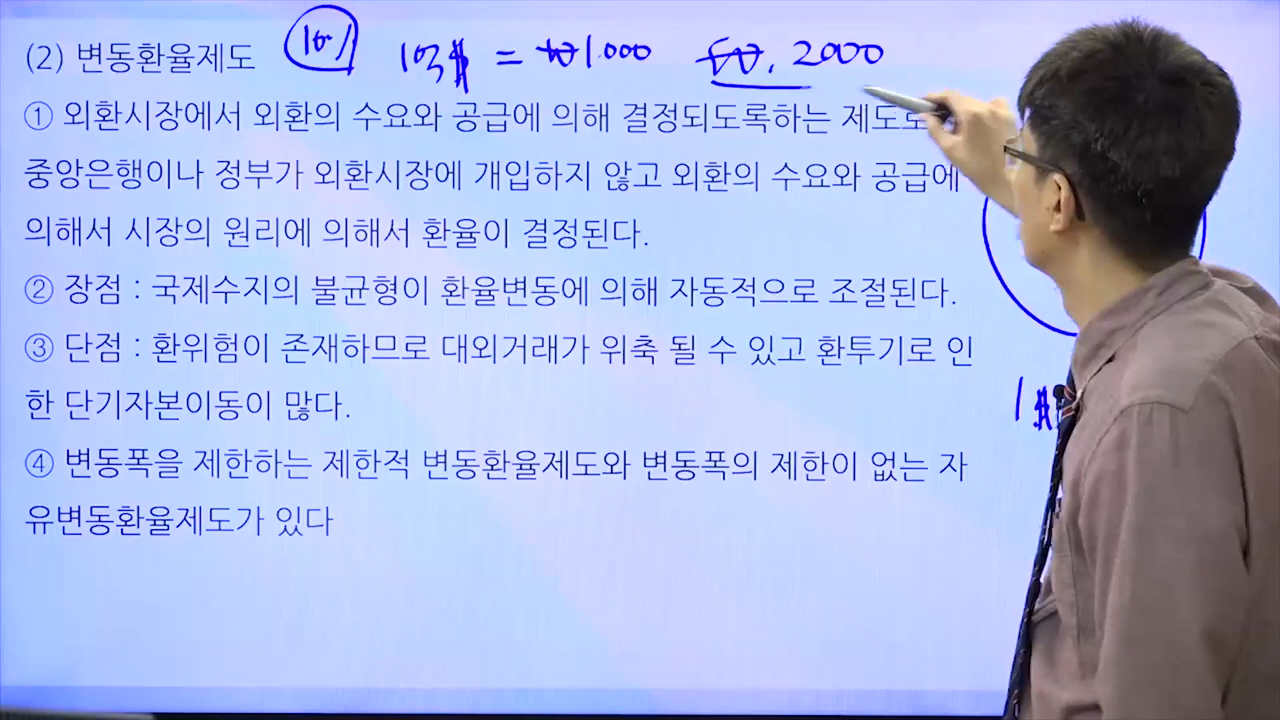 (2) 변동환율제도
1억$ = ₩1.000 ₩. 2000
① 외환시장에서 외환의 수요와 공급에 의해 결정되도록하는 제도로
중앙은행이나 정부가 외환시장에 개입하지 않고 외환의 수요와 공급에
의해서 시장의 원리에 의해서 환율이 결정된다.
② 장점 : 국제수지의 불균형이 환율변동에 의해 자동적으로 조절된다.
③ 단점 : 환위험이 존재하므로 대외거래가 위축 될 수 있고 환투기로 인
한 단기자본이동이 많다.
1$
④ 변동폭을 제한하는 제한적 변동환율제도와 변동폭의 제한이 없는 자
유변동환율제도가 있다